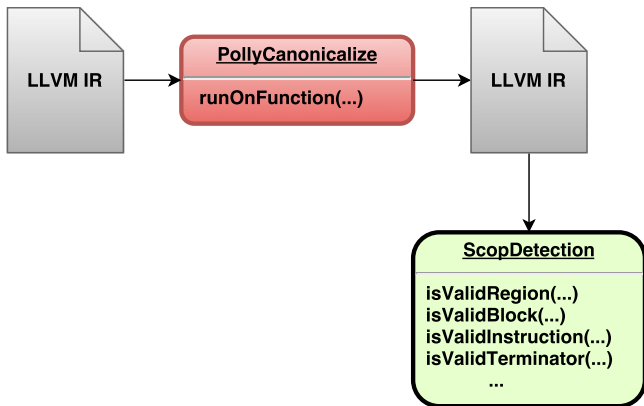 LLVM IR
PollyCanonicalize
runOnFunction(...)
LLVM IR
ScopDetection
isValidRegion(...)
isValidBlock(...)
isValidInstruction(...)
isValidTerminator(...)
...